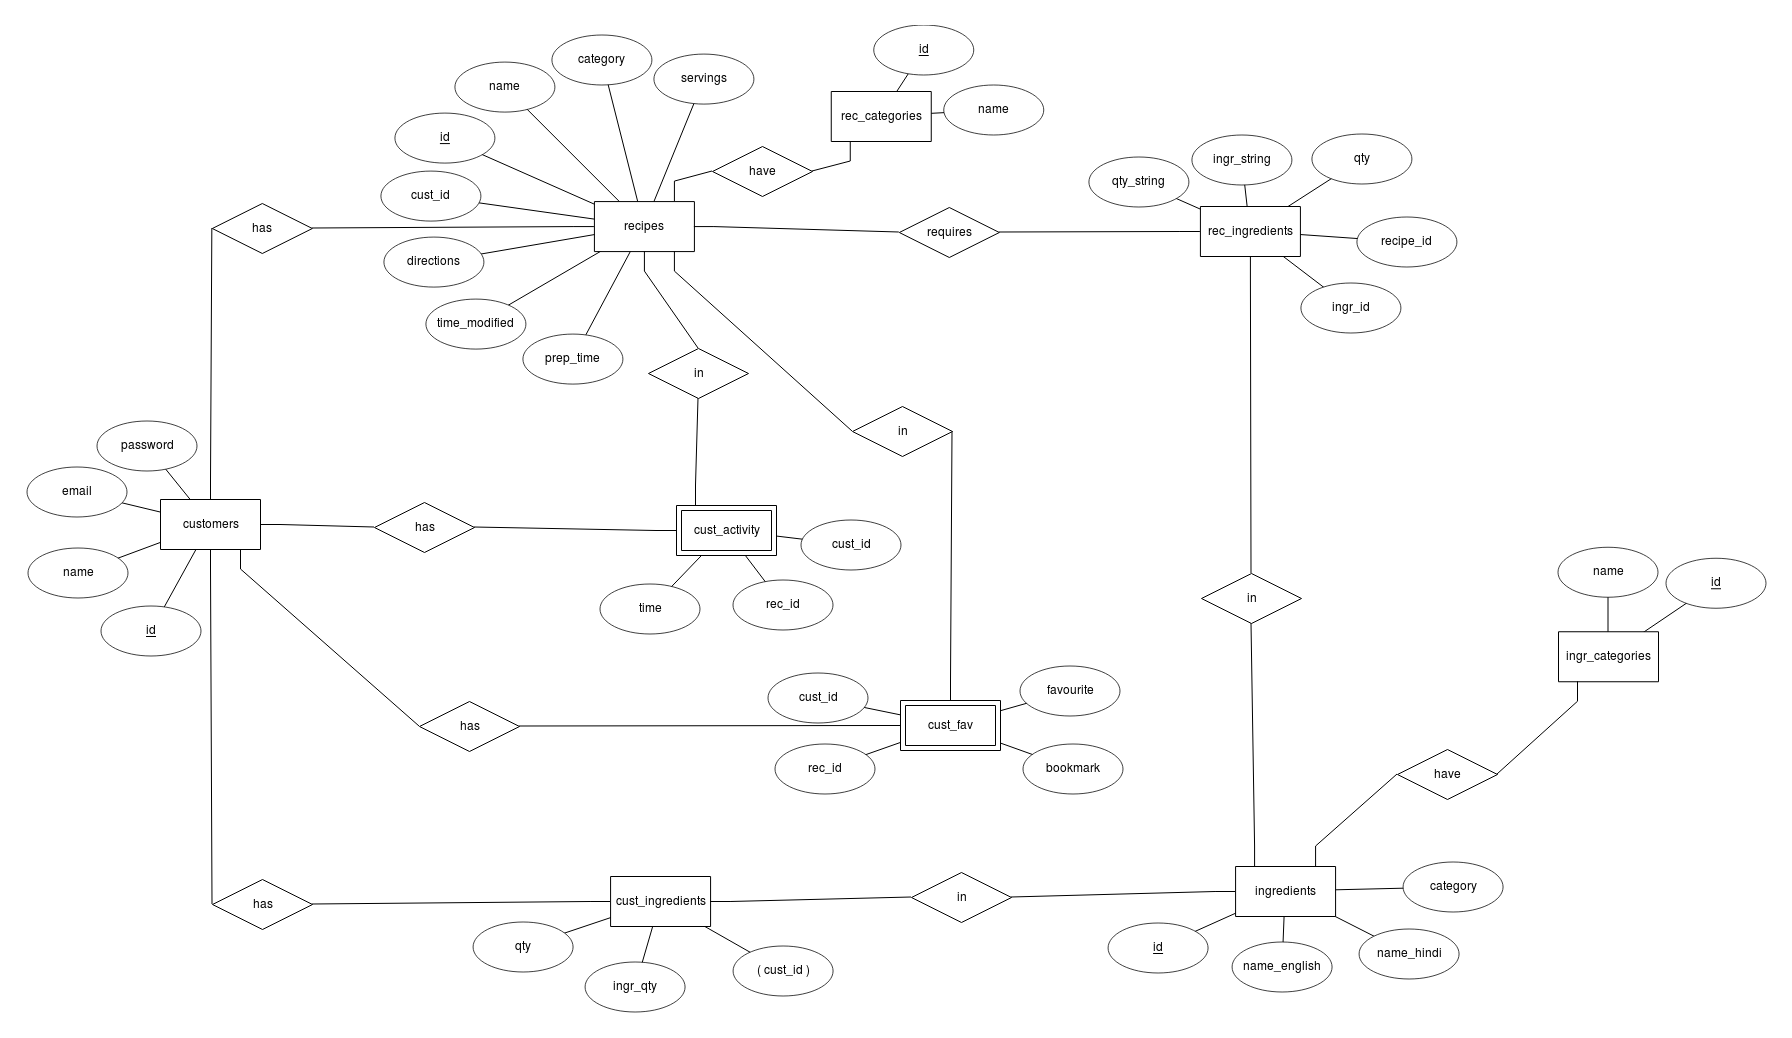 id
category
servings
name
rec_categories
name
id
ingr_string
qty
have
qty_string
cust_id
has
recipes
requires
rec_ingredients
recipe_id
directions
ingr_id
time_modified
prep_time
in
in
password
email
customers
has
cust_activity
cust_id
name
name
id
in
time
rec_id
id
ingr_categories
cust_id
favourite
has
cust_fav
rec_id
bookmark
have
category
ingredients
has
cust_ingredients
in
qty
id
name_english
name_hindi
ingr_qty
( cust_id )